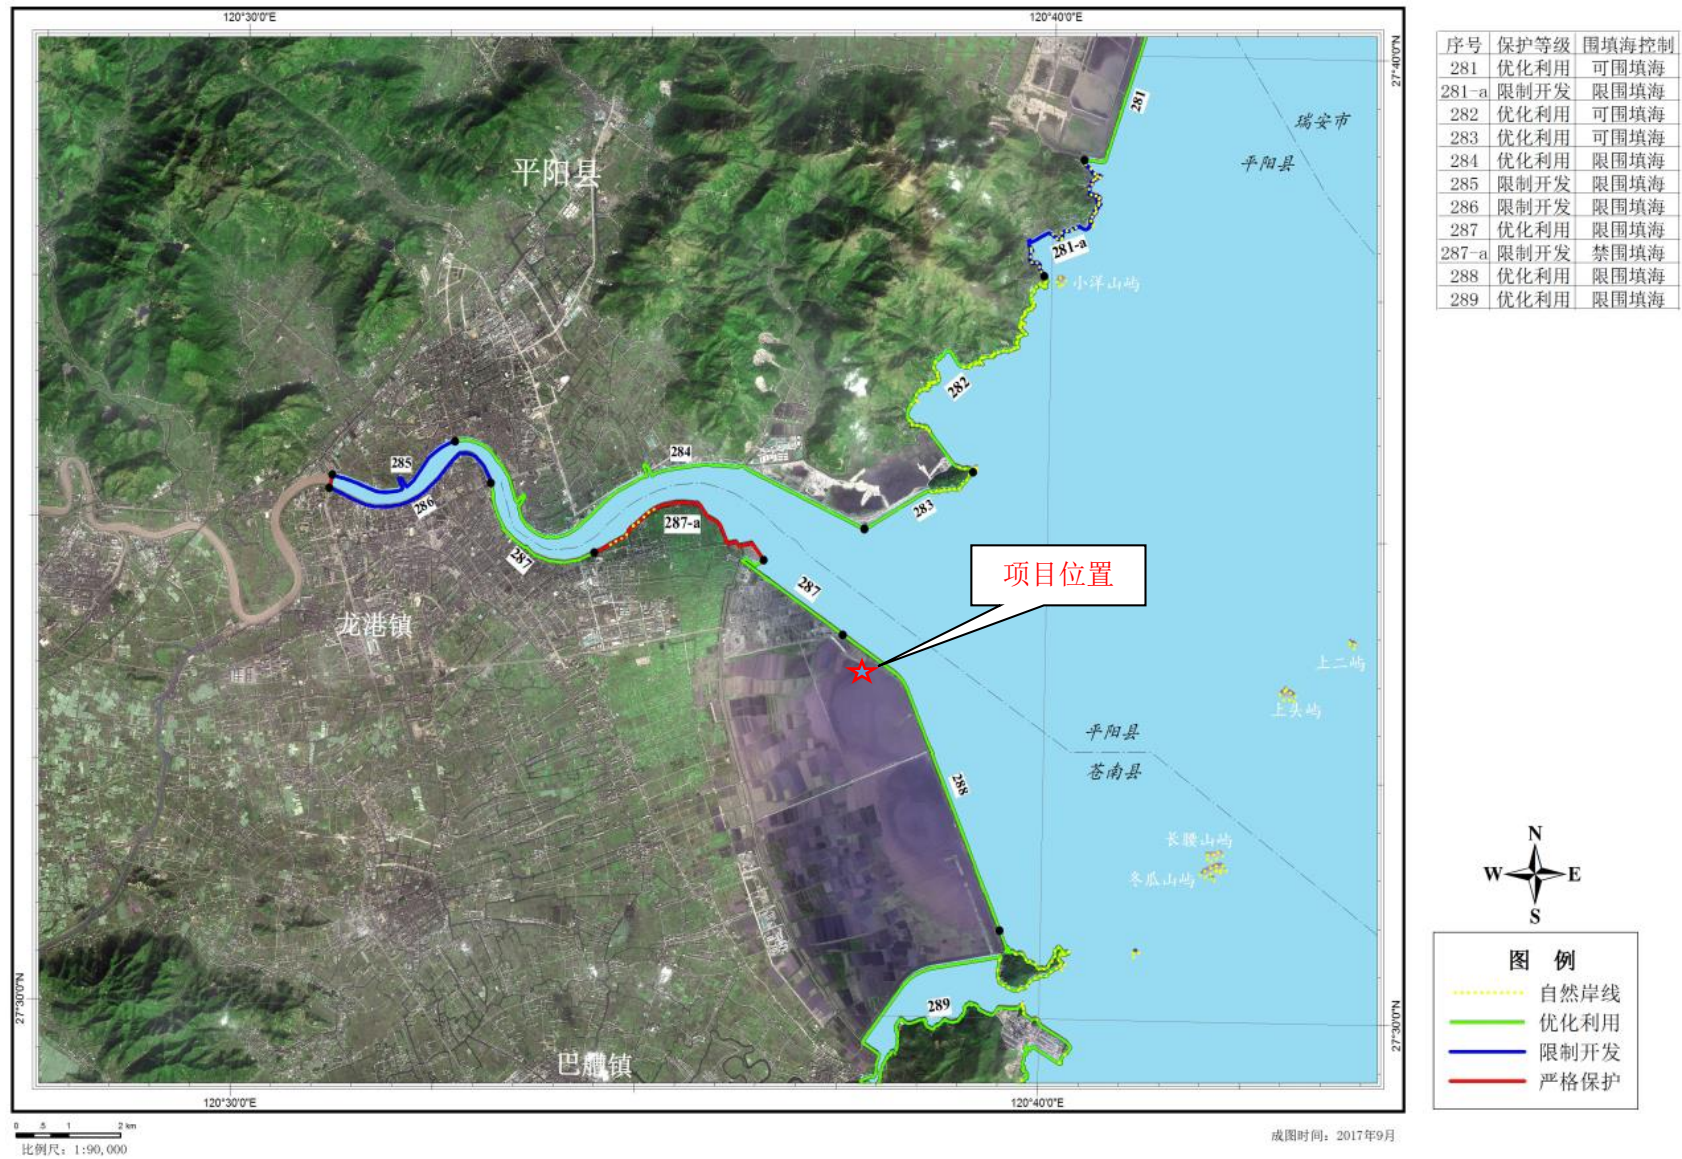 120°30'0"E
120°40'0"E
27°40'0"N
281
瑞安市
平阳县
平阳县
281-a
小洋山屿
282
284
285
286
283
287-a
287
287
项目位置
龙港镇
上二屿
上头屿
平阳县
苍南县
288
长腰山屿
冬瓜山屿
27°30'0"N
27°30'0"N
289
巴艚镇
120°30'0"E
120°40'0"E
0 .5 1 2 km
比例尺：1:90,000
成图时间：2017年9月
序号 保护等级 围填海控制
281 优化利用 可围填海
281-a 限制开发 限围填海
282 优化利用 可围填海
283 优化利用 可围填海
284 优化利用 限围填海
285 限制开发 限围填海
286 限制开发 限围填海
287 优化利用 限围填海
287-a 限制开发 禁围填海
288 优化利用 限围填海
289 优化利用 限围填海
N
W E
S
图 例
自然岸线
优化利用
限制开发
严格保护